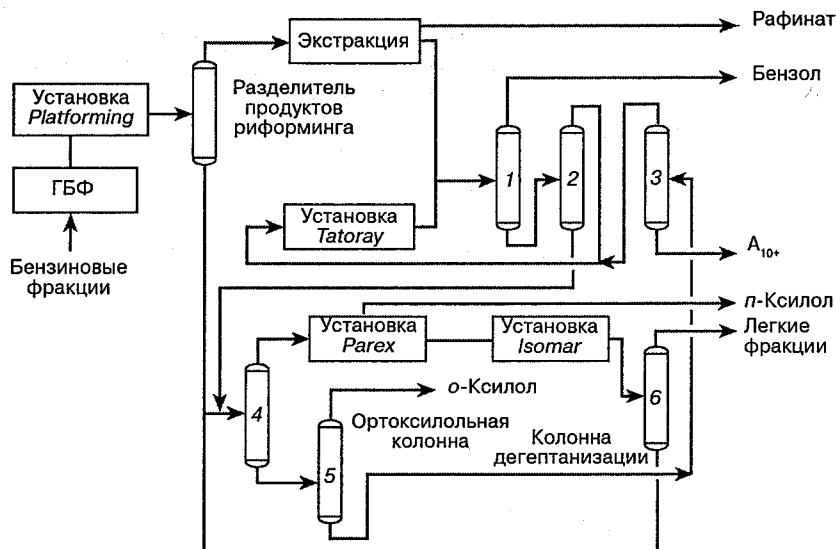 Рафинат
Экстракция
Бензол
Установка
Platforming
Разделитель
продуктов
риформинга
1
2
3
ГБФ
Установка
Tatoray
Бензиновые
фракции
A10+
п-Ксилол
Установка
Parex
Установка
Isomar
Легкие
фракции
о-Ксилол
4
6
Ортоксилольная
колонна
Колонна
дегептанизации
5